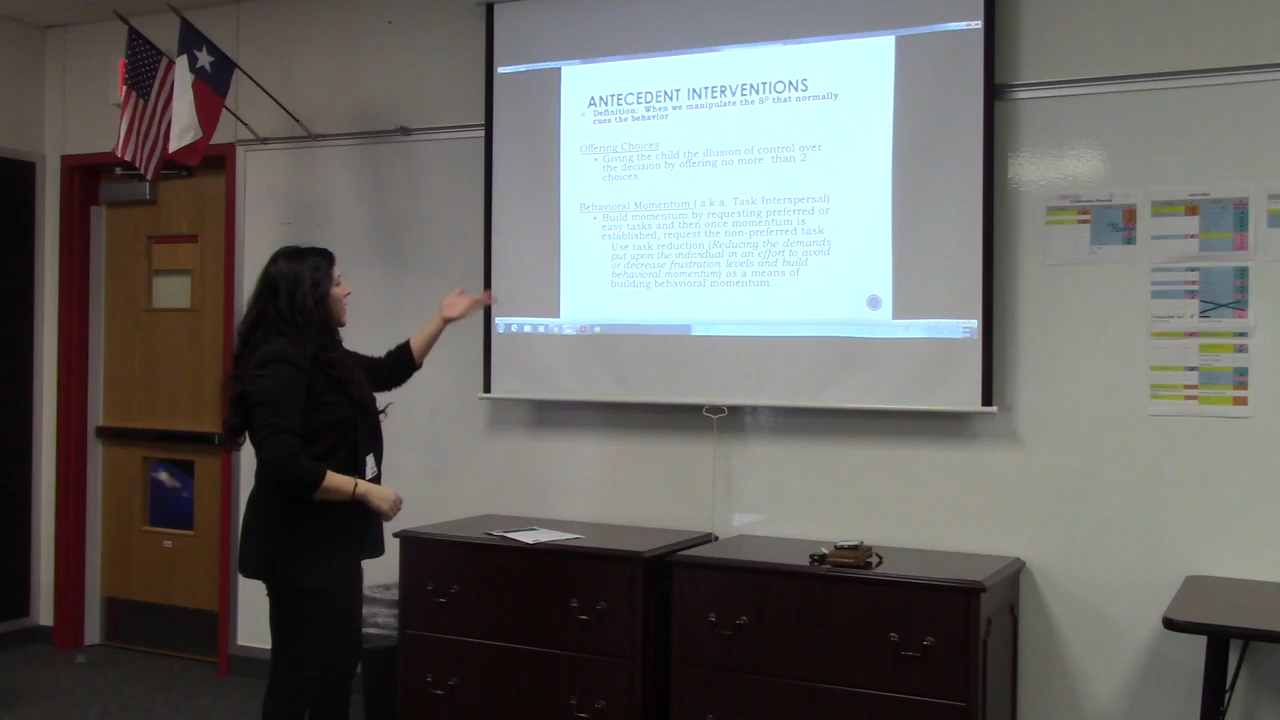 ANTECEDENT INTERVENTIONS
Definition: When we manipulate the Sᴰ that normally
cues the behavior
Offering Choices
• Giving the child the illusion of control over
the decision by offering no more than 2
choices.
Behavioral Momentum ( a.k.a. Task Interspersal)
• Build momentum by requesting preferred or
easy tasks and then once momentum is
established, request the non-preferred task
Use task reduction (Reducing the demands
put upon the individual in an effort to avoid
or decrease frustration levels and build
behavioral momentum) as a means of
building behavioral momentum.